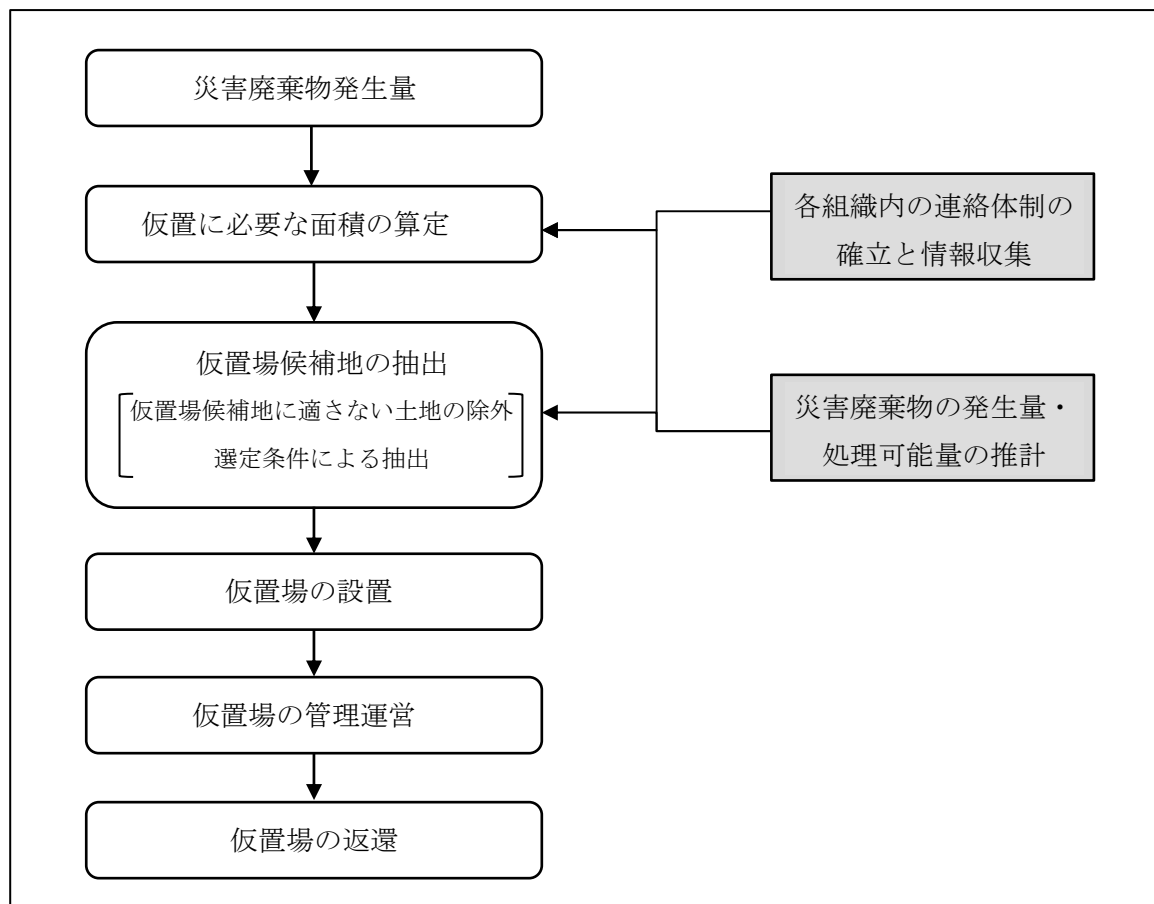 災害廃棄物発生量
仮置に必要な面積の算定
仮置場候補地の抽出
仮置場候補地に適さない土地の除外
選定条件による抽出
仮置場の設置
仮置場の管理運営
仮置場の返還
各組織内の連絡体制の
確立と情報収集
災害廃棄物の発生量・
処理可能量の推計